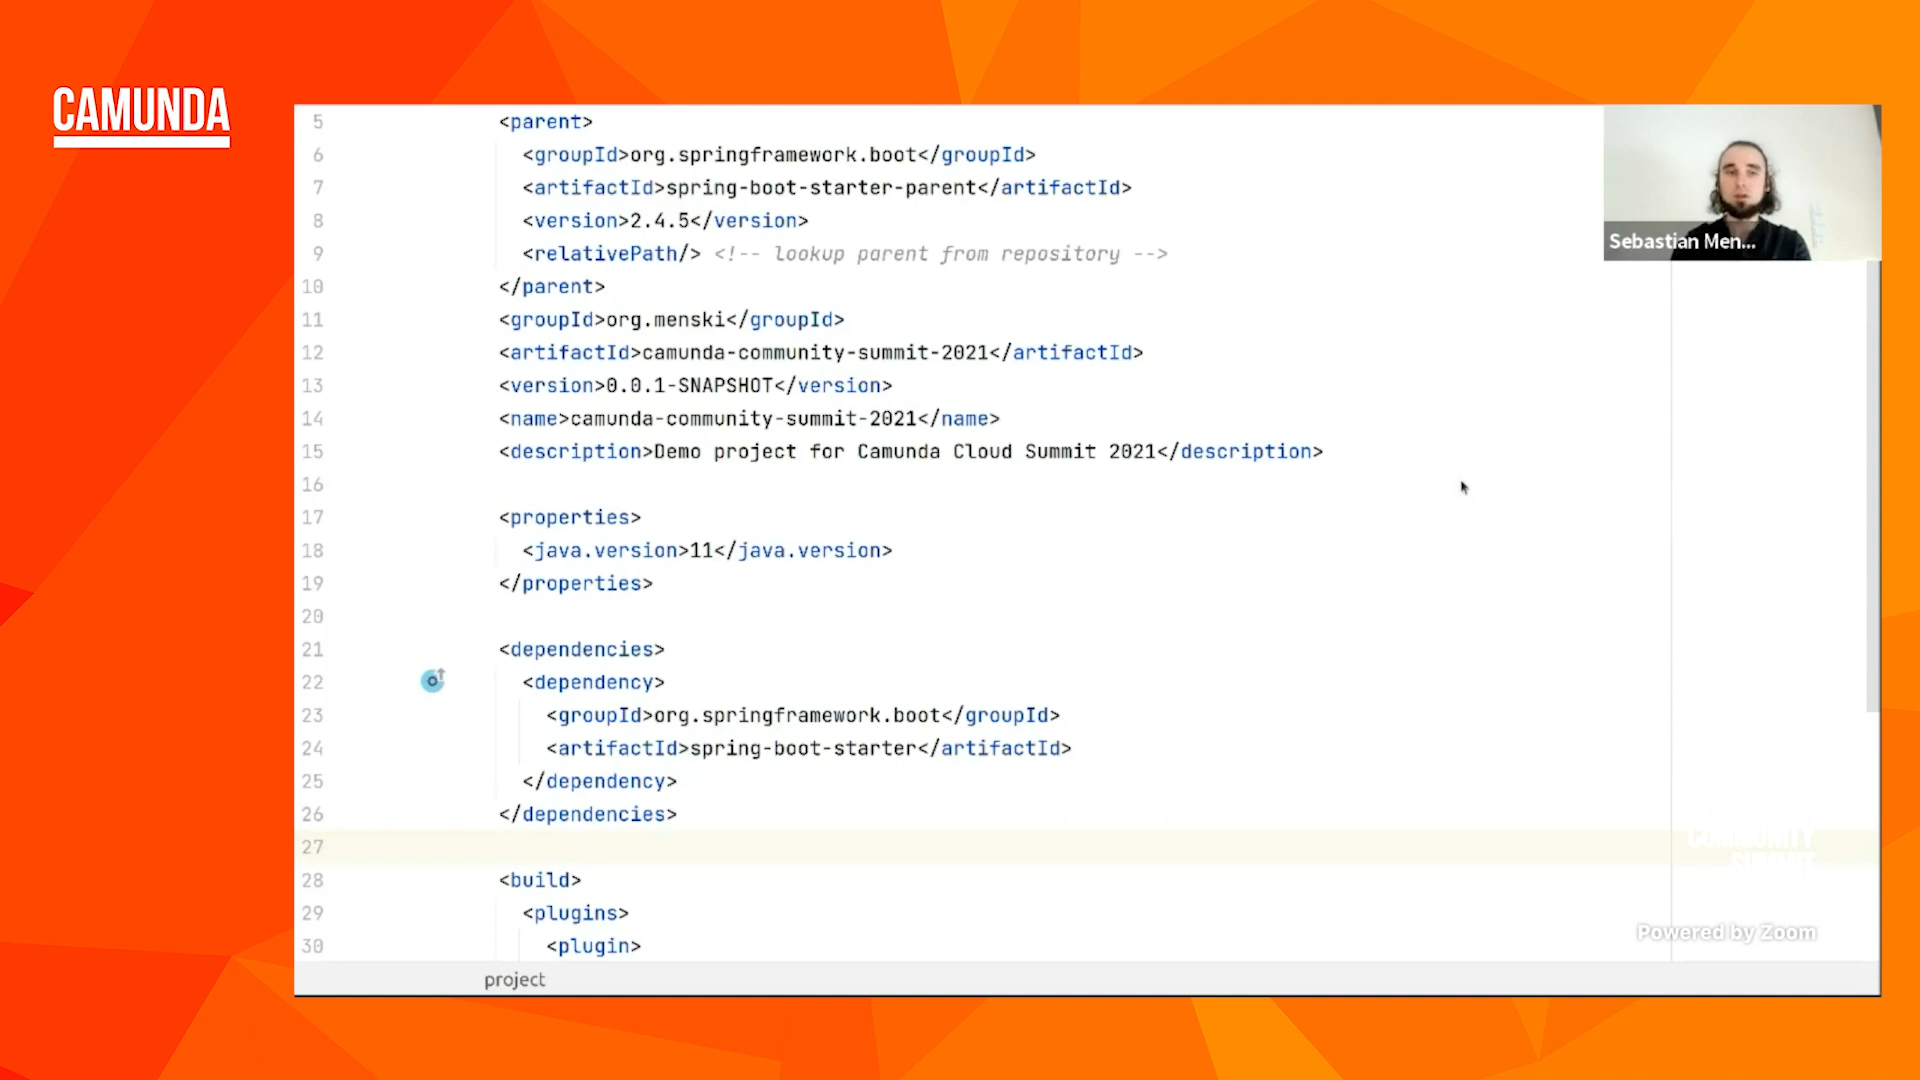 CAMUNDA
5 <parent>
6 <groupId>org.springframework.boot</groupId>
7 <artifactId>spring-boot-starter-parent</artifactId>
8 <version>2.4.5</version>
9 <relativePath/> <!-- lookup parent from repository -->
10 </parent>
11 <groupId>org.menski</groupId>
12 <artifactId>camunda-community-summit-2021</artifactId>
13 <version>0.0.1-SNAPSHOT</version>
14 <name>camunda-community-summit-2021</name>
15 <description>Demo project for Camunda Cloud Summit 2021</description>
16
17 <properties>
18 <java.version>11</java.version>
19 </properties>
20
21 <dependencies>
22 <dependency>
23 <groupId>org.springframework.boot</groupId>
24 <artifactId>spring-boot-starter</artifactId>
25 </dependency>
26 </dependencies>
27
28 <build>
29 <plugins>
30 <plugin>
project
Sebastian Men...
COMMUNITY
SUMMIT
Powered by Zoom